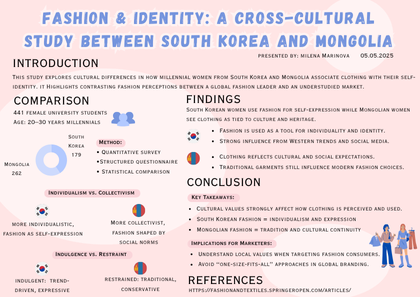 FASHION & IDENTITY: A CROSS-CULTURAL
STUDY BETWEEN SOUTH KOREA AND MONGOLIA
PRESENTED BY: MILENA MARINOVA 05.05.2025
INTRODUCTION
THIS STUDY EXPLORES CULTURAL DIFFERENCES IN HOW MILLENNIAL WOMEN FROM SOUTH KOREA AND MONGOLIA ASSOCIATE CLOTHING WITH THEIR SELF-
IDENTITY. IT HIGHLIGHTS CONTRASTING FASHION PERCEPTIONS BETWEEN A GLOBAL FASHION LEADER AND AN UNDERSTUDIED MARKET.
COMPARISON
441 FEMALE UNIVERSITY STUDENTS
AGE: 20–30 YEARS MILLENNIALS
SOUTH
KOREA
179
MONGOLIA
262
METHOD:
•QUANTITATIVE SURVEY
•STRUCTURED QUESTIONNAIRE
• STATISTICAL COMPARISON
INDIVIDUALISM VS. COLLECTIVISM
MORE INDIVIDUALISTIC,
FASHION AS SELF-EXPRESSION
MORE COLLECTIVIST,
FASHION SHAPED BY
SOCIAL NORMS
INDULGENCE VS. RESTRAINT
INDULGENT: TREND-
DRIVEN, EXPRESSIVE
RESTRAINED: TRADITIONAL,
CONSERVATIVE
FINDINGS
SOUTH KOREAN WOMEN USE FASHION FOR SELF-EXPRESSION WHILE MONGOLIAN WOMEN
SEE CLOTHING AS TIED TO CULTURE AND HERITAGE.
• FASHION IS USED AS A TOOL FOR INDIVIDUALITY AND IDENTITY.
• STRONG INFLUENCE FROM WESTERN TRENDS AND SOCIAL MEDIA.
• CLOTHING REFLECTS CULTURAL AND SOCIAL EXPECTATIONS.
• TRADITIONAL GARMENTS STILL INFLUENCE MODERN FASHION CHOICES.
CONCLUSION
KEY TAKEAWAYS:
• CULTURAL VALUES STRONGLY AFFECT HOW CLOTHING IS PERCEIVED AND USED.
• SOUTH KOREAN FASHION = INDIVIDUALISM AND EXPRESSION
• MONGOLIAN FASHION = TRADITION AND CULTURAL CONTINUITY
IMPLICATIONS FOR MARKETERS:
• UNDERSTAND LOCAL VALUES WHEN TARGETING FASHION CONSUMERS.
• AVOID "ONE-SIZE-FITS-ALL" APPROACHES IN GLOBAL BRANDING.
REFERENCES
HTTPS://FASHIONANDTEXTILES.SPRINGEROPEN.COM/ARTICLES/